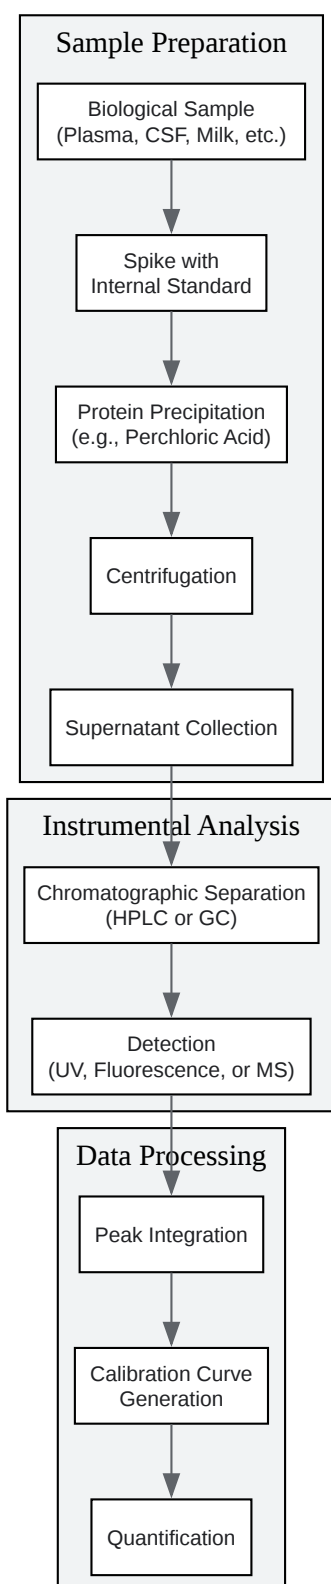 Sample Preparation
Biological Sample
(Plasma, CSF, Milk, etc.)
Spike with
Internal Standard
Protein Precipitation
(e.g., Perchloric Acid)
Centrifugation
Supernatant Collection
Instrumental Analysis
Chromatographic Separation
(HPLC or GC)
Detection
(UV, Fluorescence, or MS)
Data Processing
Peak Integration
Calibration Curve
Generation
Quantification